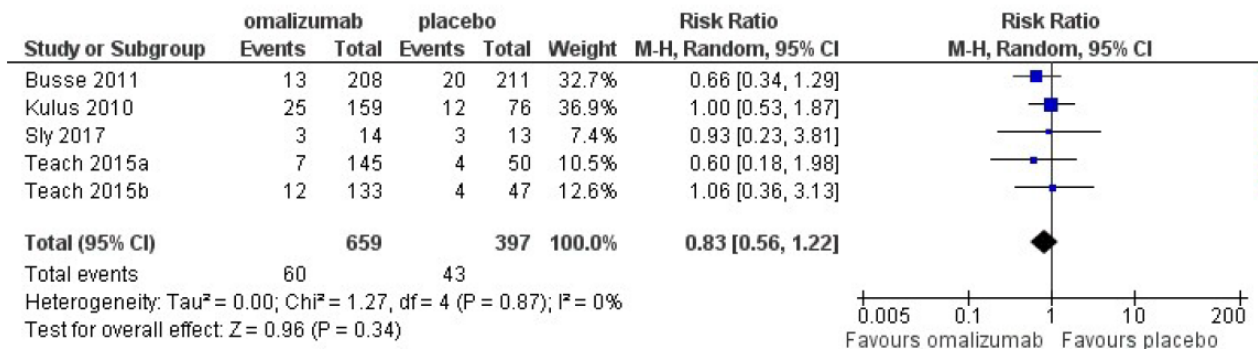 omalizumab placebo Risk Ratio Risk Ratio
Study or Subgroup Events Total Events Total Weight M-H, Random, 95% CI M-H, Random, 95% CI
Busse 2011 13 208 20 211 32.7% 0.66 [0.34, 1.29]
Kulus 2010 25 159 12 76 36.9% 1.00 [0.53, 1.87]
Sly 2017 3 14 3 13 7.4% 0.93 [0.23, 3.81]
Teach 2015a 7 145 4 50 10.5% 0.60 [0.18, 1.98]
Teach 2015b 12 133 4 47 12.6% 1.06 [0.36, 3.13]
Total (95% CI) 659 397 100.0% 0.83 [0.56, 1.22]
Total events 60 43
Heterogeneity: Tau² = 0.00; Chi² = 1.27, df = 4 (P = 0.87); I² = 0%
Test for overall effect: Z = 0.96 (P = 0.34)
0.005 0.1 1 10 200
Favours omalizumab Favours placebo